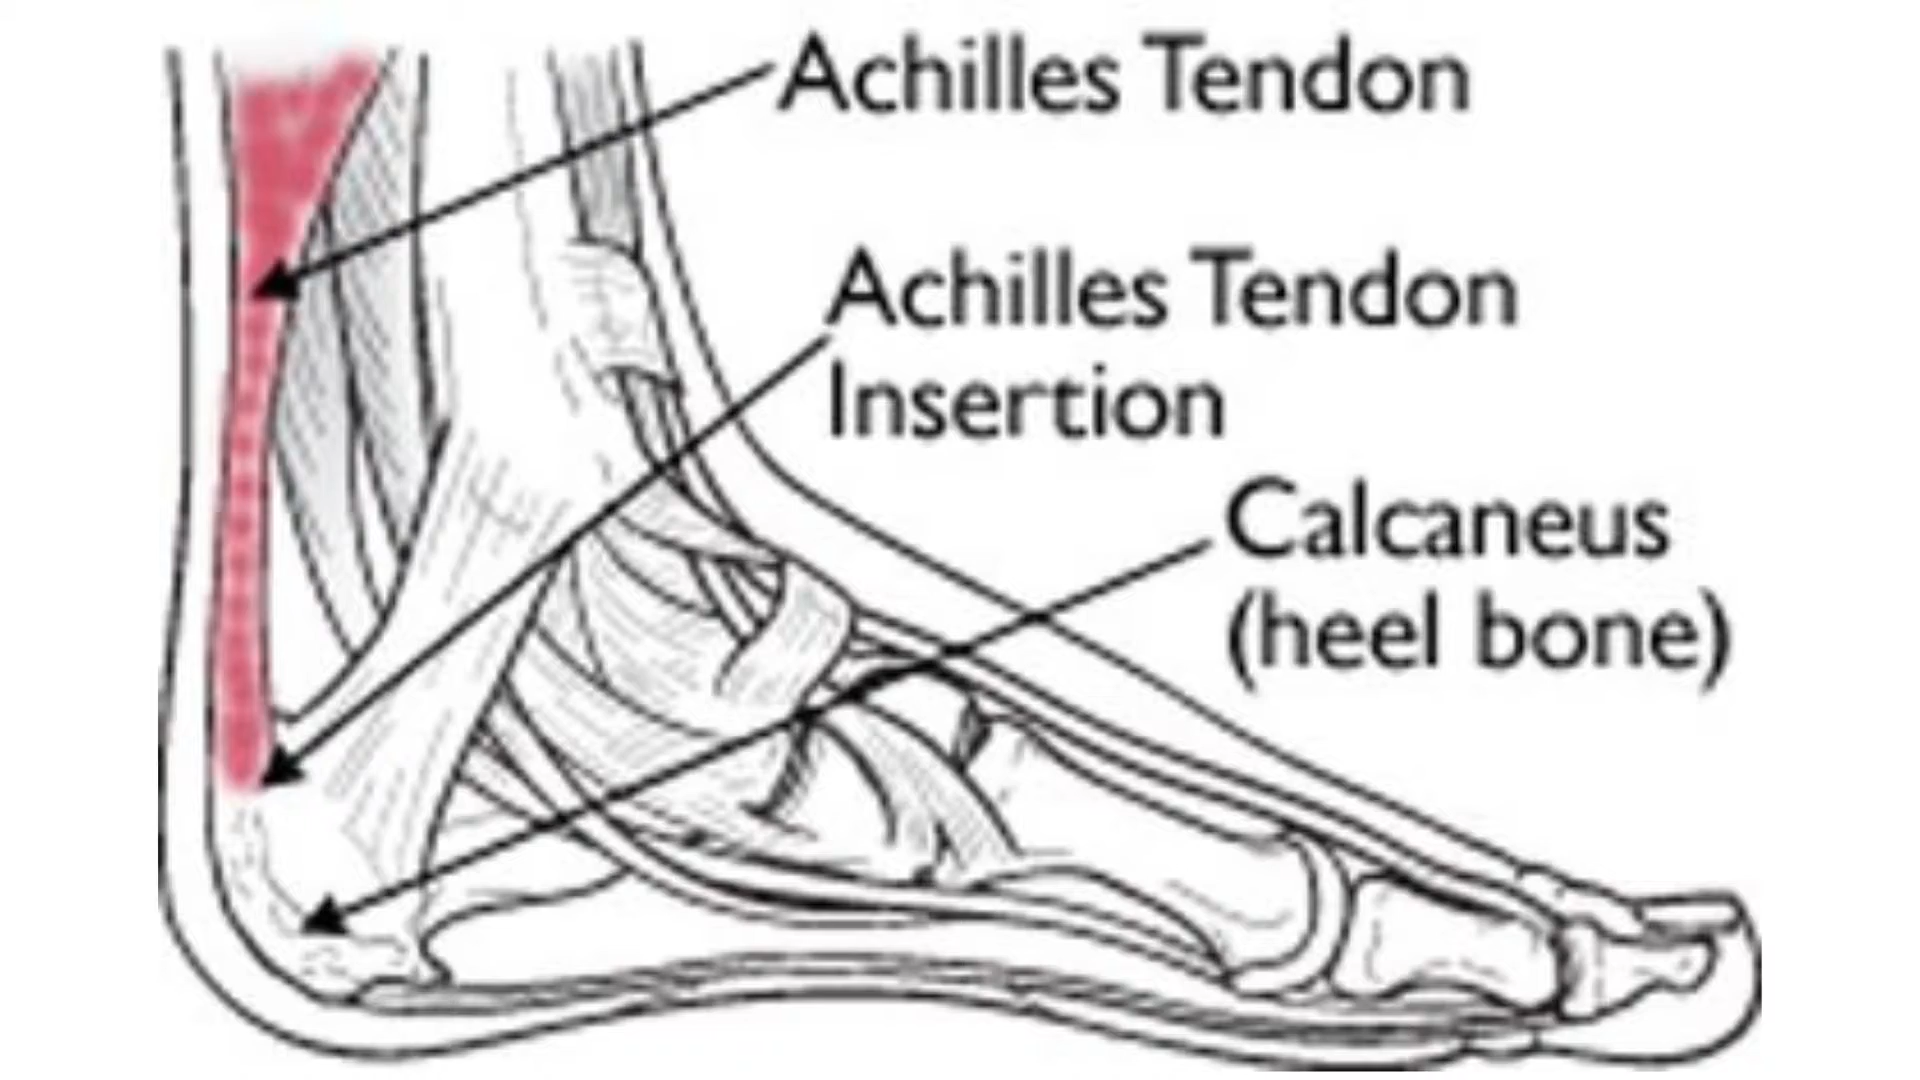 Achilles Tendon
Achilles Tendon
Insertion
Calcaneus
(heel bone)